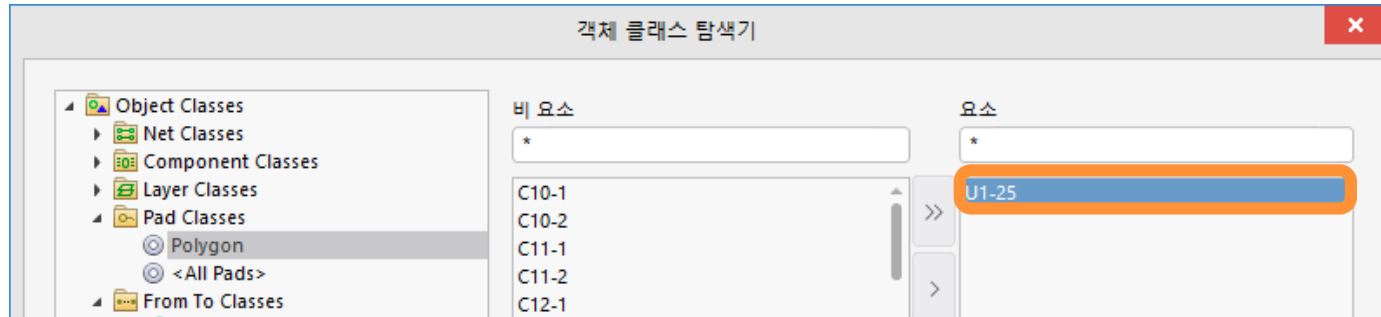 객체 클래스 탐색기
Object Classes
Net Classes
Component Classes
Layer Classes
Pad Classes
Polygon
<All Pads>
From To Classes
비 요소
*
C10-1
C10-2
C11-1
C11-2
C12-1
>>
>
요소
*
U1-25